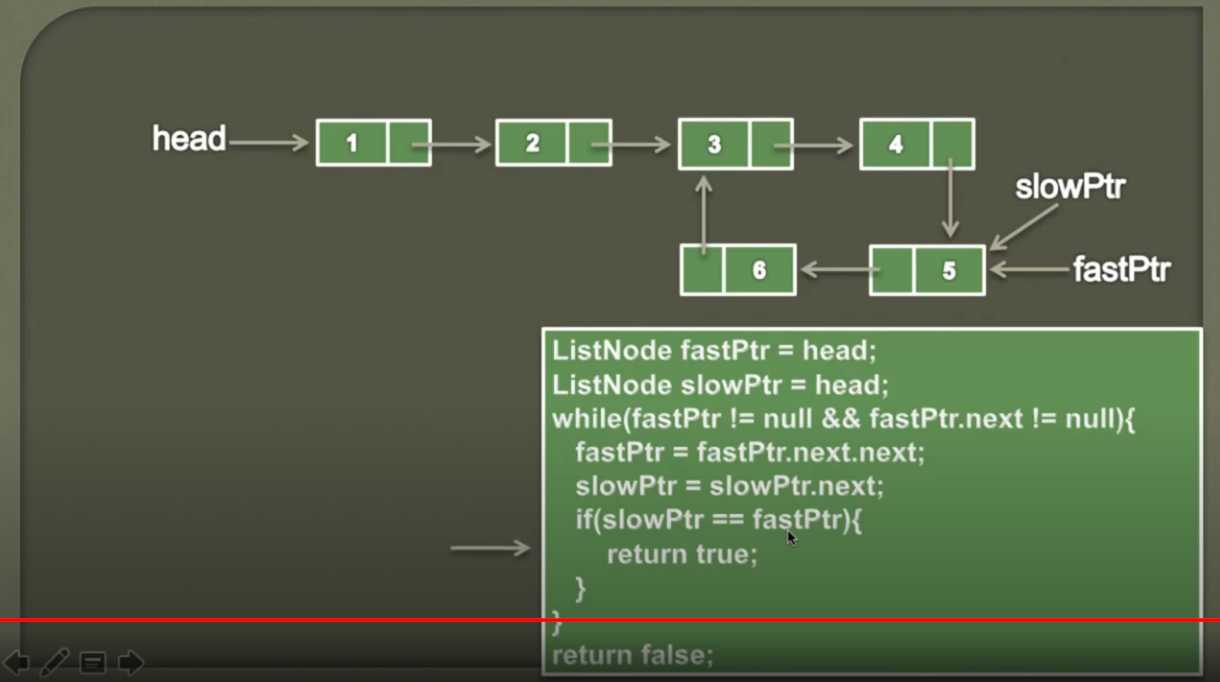 head
1
2
3
4
slowPtr
6
5
fastPtr
ListNode fastPtr = head;
ListNode slowPtr = head;
while(fastPtr != null && fastPtr.next != null){
fastPtr = fastPtr.next.next;
slowPtr = slowPtr.next;
if(slowPtr == fastPtr){
return true;
}
}
return false;